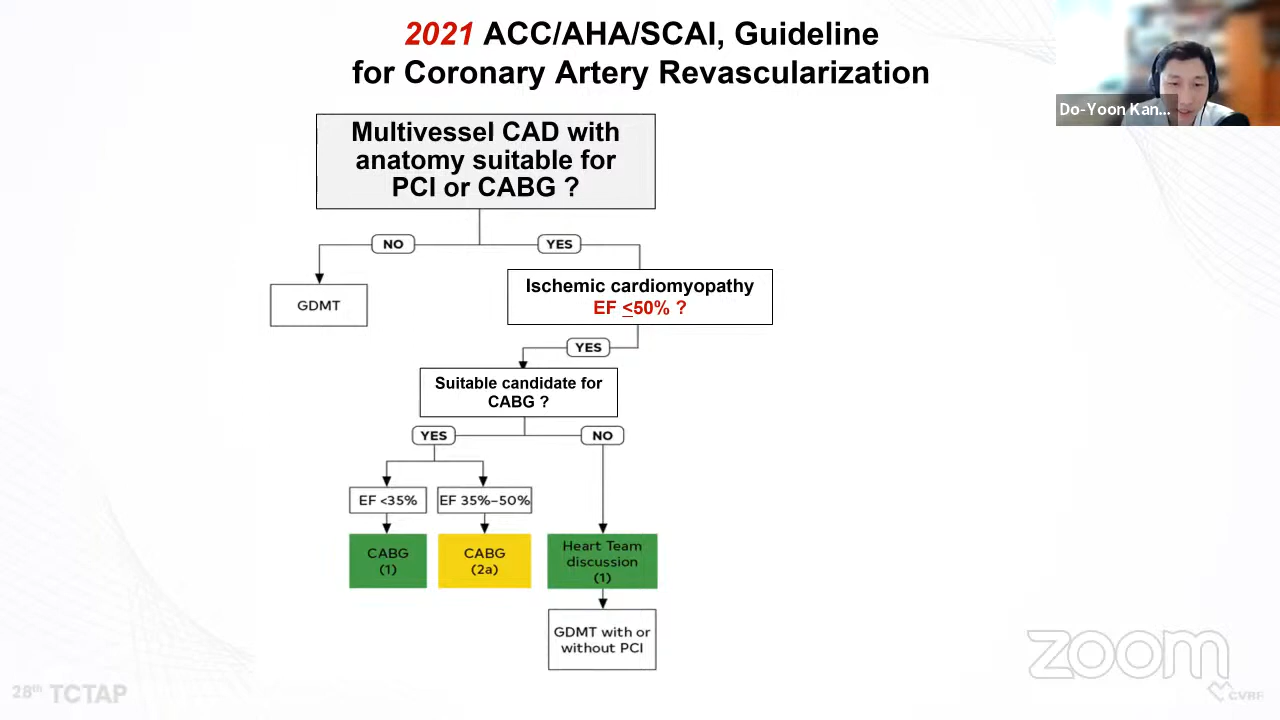 2021 ACC/AHA/SCAI, Guideline
for Coronary Artery Revascularization
Do-Yoon Kan...
Multivessel CAD with
anatomy suitable for
PCI or CABG ?
NO
YES
GDMT
Ischemic cardiomyopathy
EF ≤50% ?
YES
Suitable candidate for
CABG ?
YES
NO
EF <35%
EF 35%–50%
CABG
(1)
CABG
(2a)
Heart Team
discussion
(1)
GDMT with or
without PCI
zoom
28th TCTAP
CVRF